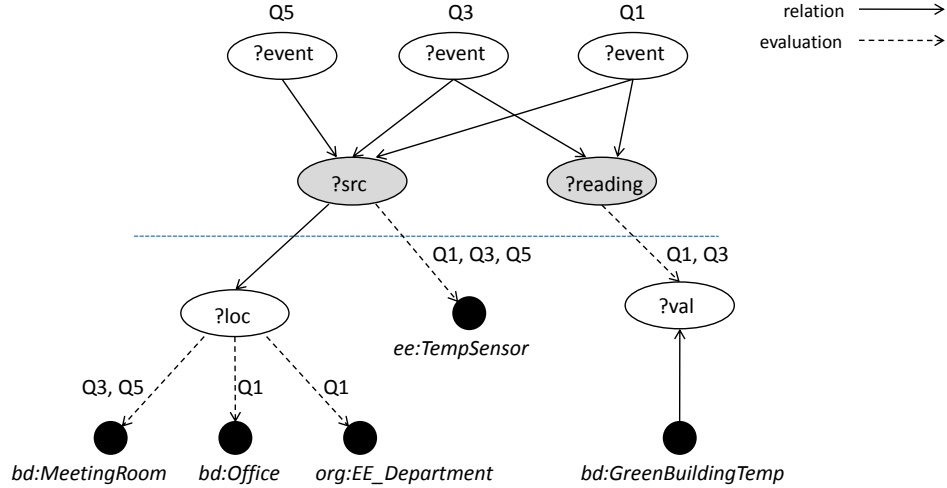 Q5
Q3
Q1
relation
evaluation
?event
?event
?event
?src
?reading
Q1, Q3, Q5
Q1, Q3
?loc
?val
ee:TempSensor
Q3, Q5
Q1
Q1
bd:MeetingRoom
bd:Office
org:EE_Department
bd:GreenBuildingTemp